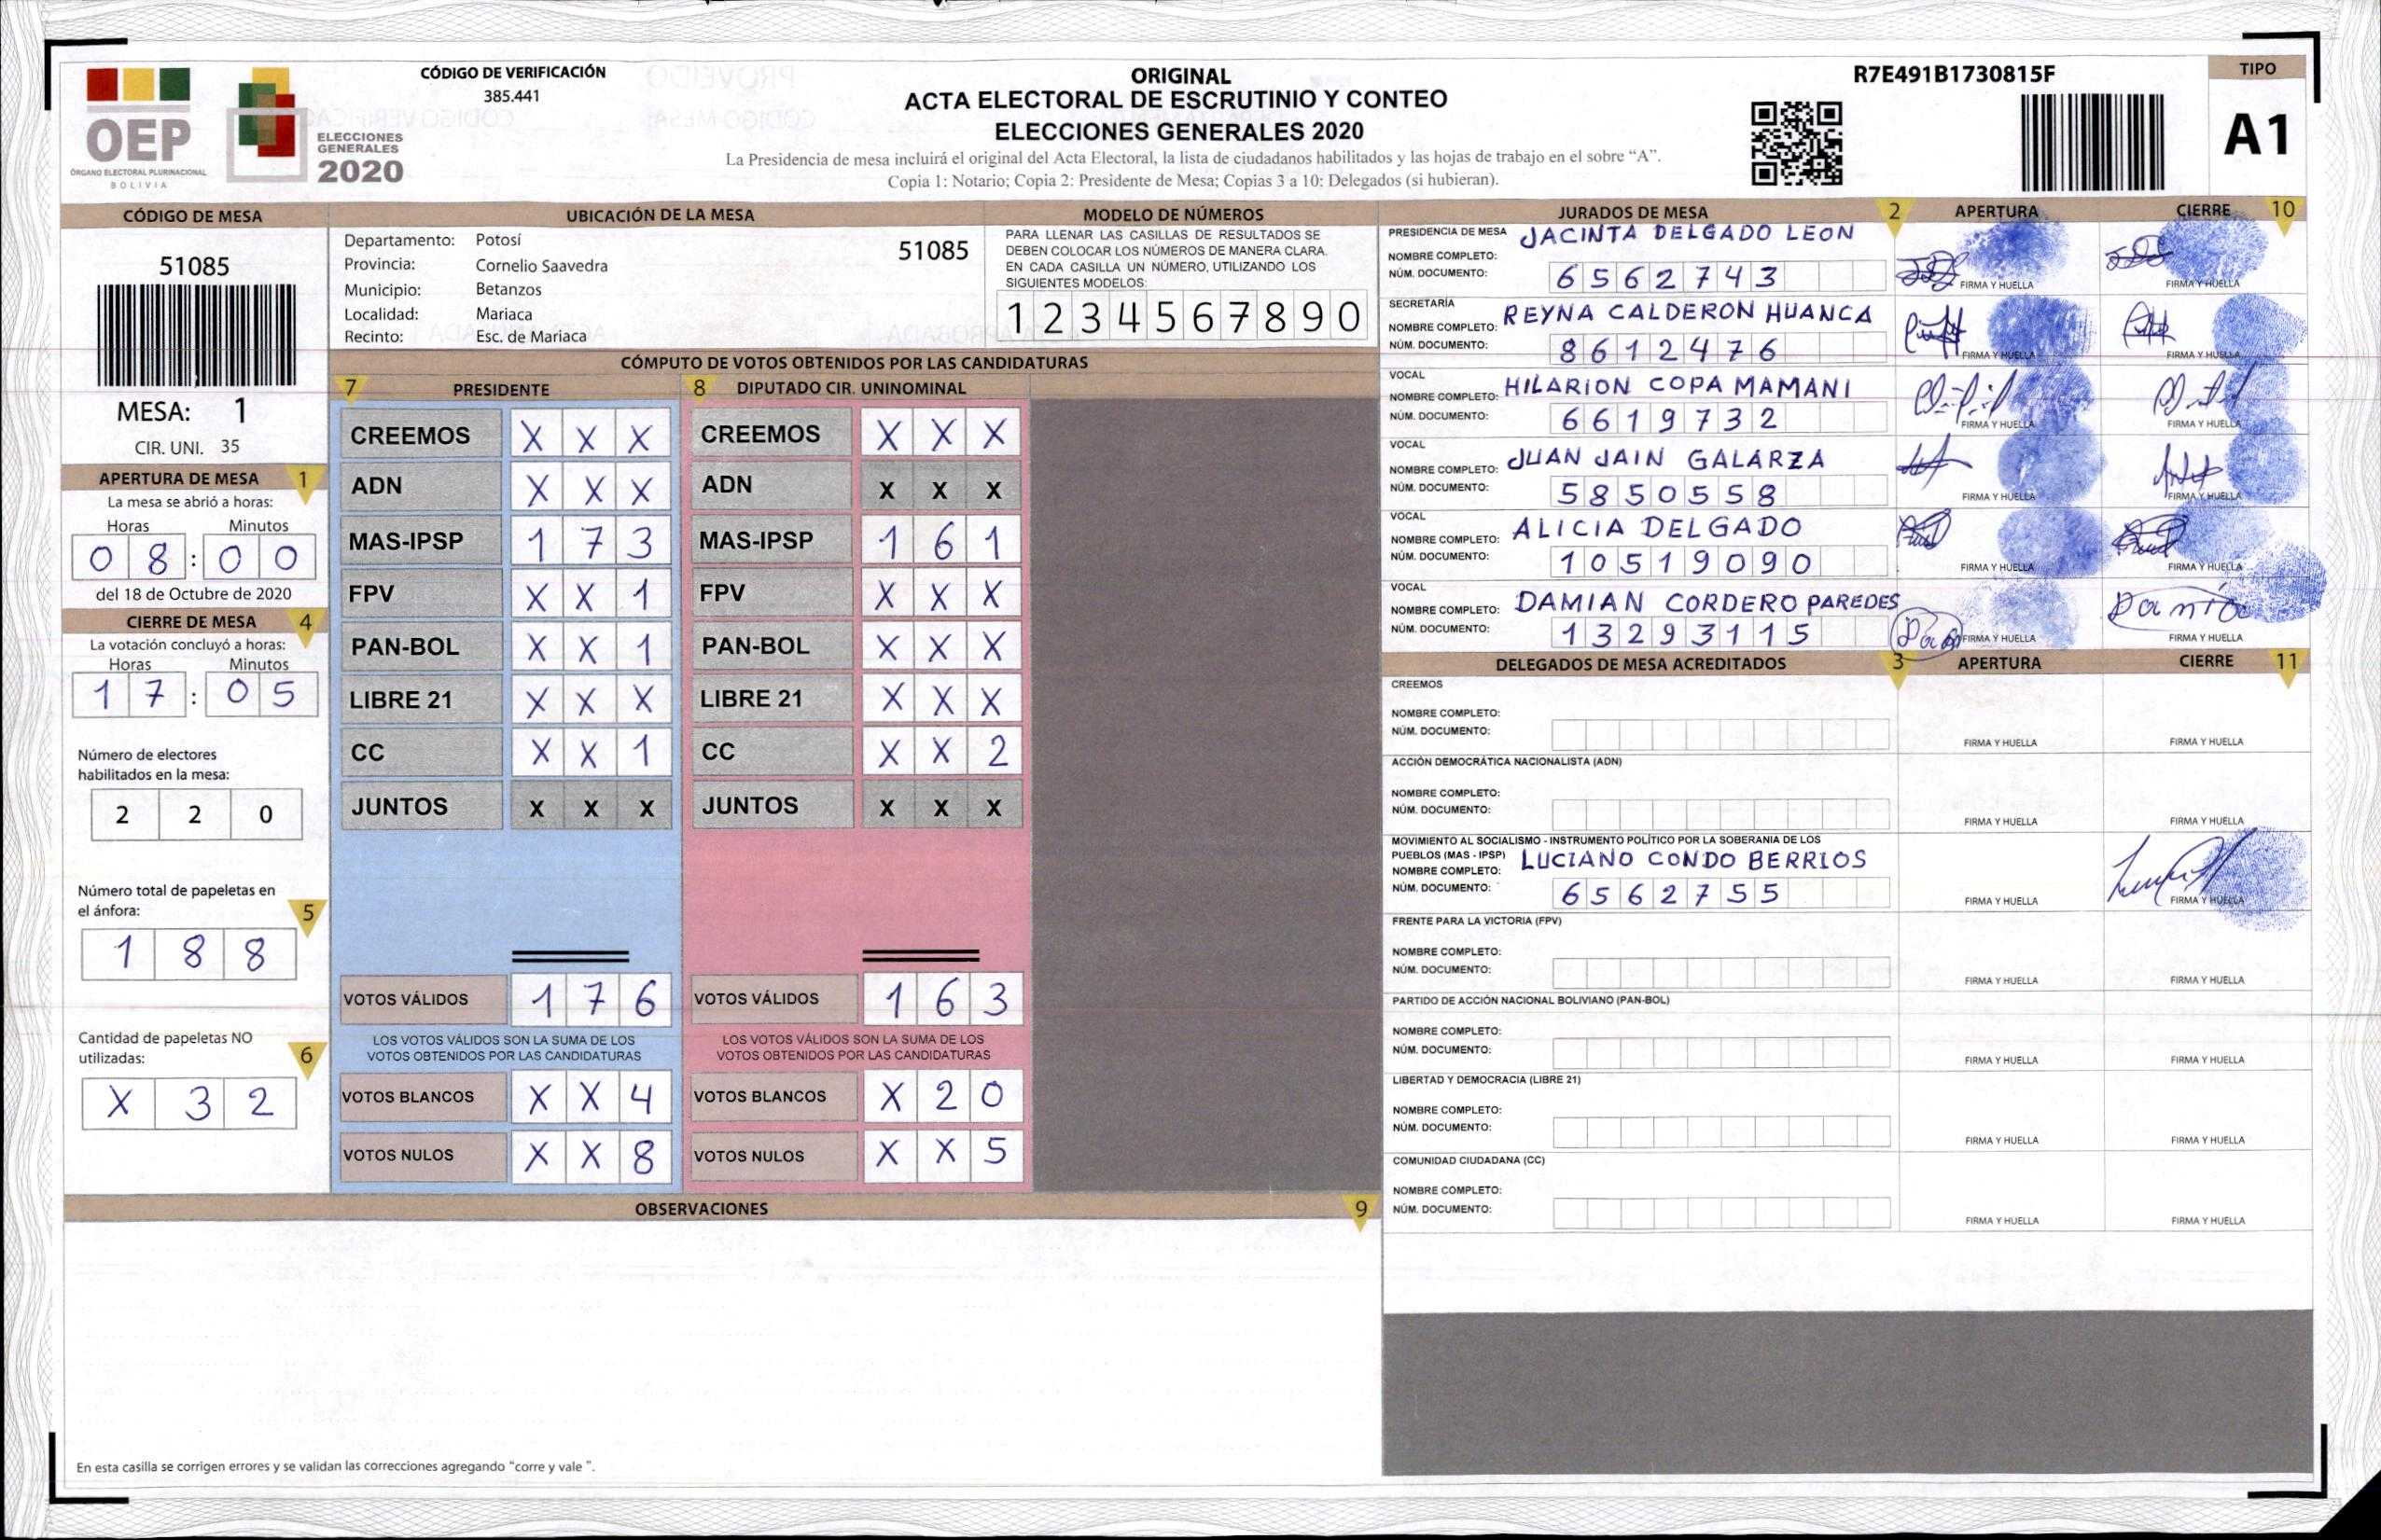 OEP
ÓRGANO ELECTORAL PLURINACIONAL
BOLIVIA
ELECCIONES
GENERALES
2020
CÓDIGO DE VERIFICACIÓN
385.441
ORIGINAL
ACTA ELECTORAL DE ESCRUTINIO Y CONTEO
ELECCIONES GENERALES 2020
La Presidencia de mesa incluirá el original del Acta Electoral, la lista de ciudadanos habilitados y las hojas de trabajo en el sobre “A”.
Copia 1: Notario; Copia 2: Presidente de Mesa; Copias 3 a 10: Delegados (si hubieran).
R7E491B1730815F
TIPO
A1
CÓDIGO DE MESA
51085
MESA: 1
CIR. UNI. 35
APERTURA DE MESA 1
La mesa se abrió a horas:
Horas Minutos
08:00
del 18 de Octubre de 2020
CIERRE DE MESA 4
La votación concluyó a horas:
Horas Minutos
17:05
Número de electores
habilitados en la mesa:
2 2 0
Número total de papeletas en
el ánfora: 5
1 8 8
Cantidad de papeletas NO
utilizadas: 6
X 3 2
UBICACIÓN DE LA MESA
Departamento: Potosí 51085
Provincia: Cornelio Saavedra
Municipio: Betanzos
Localidad: Mariaca
Recinto: Esc. de Mariaca
MODELO DE NÚMEROS
PARA LLENAR LAS CASILLAS DE RESULTADOS SE
DEBEN COLOCAR LOS NÚMEROS DE MANERA CLARA.
EN CADA CASILLA UN NÚMERO, UTILIZANDO LOS
SIGUIENTES MODELOS:
1 2 3 4 5 6 7 8 9 0
CÓMPUTO DE VOTOS OBTENIDOS POR LAS CANDIDATURAS
7 PRESIDENTE
CREEMOS X X X
ADN X X X
MAS-IPSP 1 7 3
FPV X X 1
PAN-BOL X X 1
LIBRE 21 X X X
CC X X 1
JUNTOS X X X
VOTOS VÁLIDOS 1 7 6
LOS VOTOS VÁLIDOS SON LA SUMA DE LOS
VOTOS OBTENIDOS POR LAS CANDIDATURAS
VOTOS BLANCOS X X 4
VOTOS NULOS X X 8
8 DIPUTADO CIR. UNINOMINAL
CREEMOS X X X
ADN X X X
MAS-IPSP 1 6 1
FPV X X X
PAN-BOL X X X
LIBRE 21 X X X
CC X X 2
JUNTOS X X X
VOTOS VÁLIDOS 1 6 3
LOS VOTOS VÁLIDOS SON LA SUMA DE LOS
VOTOS OBTENIDOS POR LAS CANDIDATURAS
VOTOS BLANCOS X 2 0
VOTOS NULOS X X 5
OBSERVACIONES 9
En esta casilla se corrigen errores y se validan las correcciones agregando “corre y vale ”.
JURADOS DE MESA 2 APERTURA CIERRE 10
PRESIDENCIA DE MESA JACINTA DELGADO LEON
NOMBRE COMPLETO:
NÚM. DOCUMENTO: 6562743
FIRMA Y HUELLA FIRMA Y HUELLA
SECRETARÍA
NOMBRE COMPLETO: REYNA CALDERON HUANCA
NÚM. DOCUMENTO: 8612476
FIRMA Y HUELLA FIRMA Y HUELLA
VOCAL
NOMBRE COMPLETO: HILARION COPA MAMANI
NÚM. DOCUMENTO: 6619732
FIRMA Y HUELLA FIRMA Y HUELLA
VOCAL
NOMBRE COMPLETO: JUAN JAIN GALARZA
NÚM. DOCUMENTO: 5850558
FIRMA Y HUELLA FIRMA Y HUELLA
VOCAL
NOMBRE COMPLETO: ALICIA DELGADO
NÚM. DOCUMENTO: 10519090
FIRMA Y HUELLA FIRMA Y HUELLA
VOCAL
NOMBRE COMPLETO: DAMIAN CORDERO PAREDES
NÚM. DOCUMENTO: 13293115
FIRMA Y HUELLA FIRMA Y HUELLA
DELEGADOS DE MESA ACREDITADOS 3 APERTURA CIERRE 11
CREEMOS
NOMBRE COMPLETO:
NÚM. DOCUMENTO:
FIRMA Y HUELLA FIRMA Y HUELLA
ACCIÓN DEMOCRÁTICA NACIONALISTA (ADN)
NOMBRE COMPLETO:
NÚM. DOCUMENTO:
FIRMA Y HUELLA FIRMA Y HUELLA
MOVIMIENTO AL SOCIALISMO - INSTRUMENTO POLÍTICO POR LA SOBERANIA DE LOS
PUEBLOS (MAS - IPSP) LUCIANO CONDO BERRIOS
NOMBRE COMPLETO:
NÚM. DOCUMENTO: 6562755
FIRMA Y HUELLA FIRMA Y HUELLA
FRENTE PARA LA VICTORIA (FPV)
NOMBRE COMPLETO:
NÚM. DOCUMENTO:
FIRMA Y HUELLA FIRMA Y HUELLA
PARTIDO DE ACCIÓN NACIONAL BOLIVIANO (PAN-BOL)
NOMBRE COMPLETO:
NÚM. DOCUMENTO:
FIRMA Y HUELLA FIRMA Y HUELLA
LIBERTAD Y DEMOCRACIA (LIBRE 21)
NOMBRE COMPLETO:
NÚM. DOCUMENTO:
FIRMA Y HUELLA FIRMA Y HUELLA
COMUNIDAD CIUDADANA (CC)
NOMBRE COMPLETO:
NÚM. DOCUMENTO:
FIRMA Y HUELLA FIRMA Y HUELLA